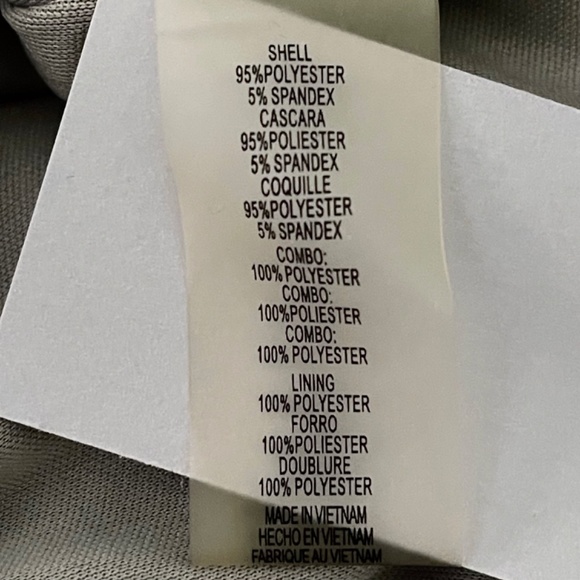 SHELL
95%POLYESTER
5% SPANDEX
CASCARA
95%POLIESTER
5% SPANDEX
COQUILLE
95%POLYESTER
5% SPANDEX
COMBO:
100% POLYESTER
COMBO:
100%POLIESTER
COMBO:
100% POLYESTER
LINING
100% POLYESTER
FORRO
100%POLIESTER
DOUBLURE
100% POLYESTER
MADE IN VIETNAM
HECHO EN VIETNAM
FABRIQUE AU VIETNAM